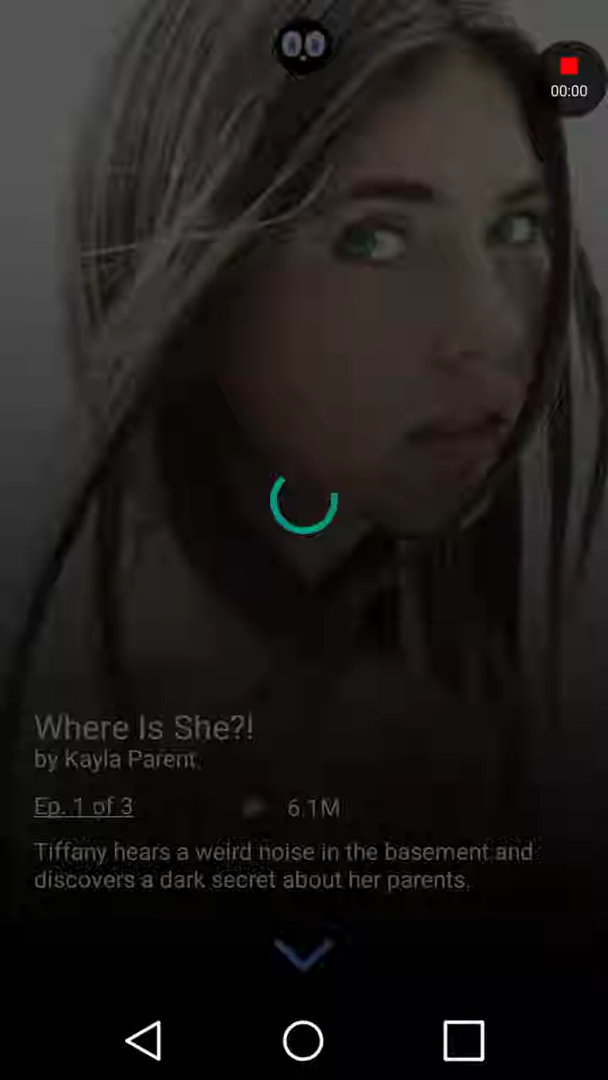 00:00
Where Is She?!
by Kayla Parent
Ep. 1 of 3
6.1M
Tiffany hears a weird noise in the basement and
discovers a dark secret about her parents.